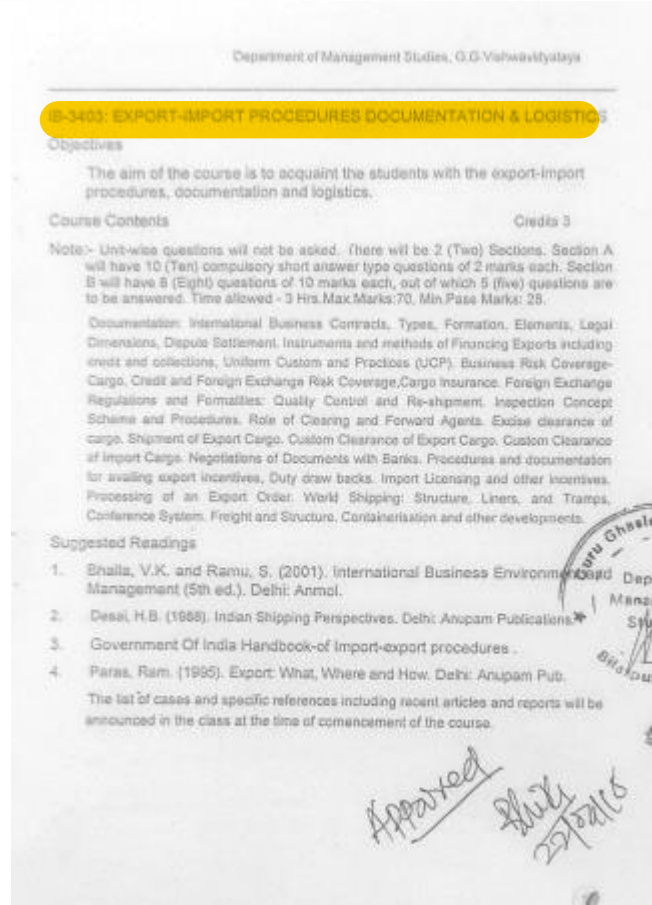 Department of Management Studies, G.G.Vishwavidyalaya
IB-3403: EXPORT-IMPORT PROCEDURES DOCUMENTATION & LOGISTICS
Objectives
The aim of the course is to acquaint the students with the export-import
procedures, documentation and logistics.
Course Contents Credits 3
Note:- Unit-wise questions will not be asked. There will be 2 (Two) Sections. Section A
will have 10 (Ten) compulsory short answer type questions of 2 marks each. Section
B will have 8 (Eight) questions of 10 marks each, out of which 5 (five) questions are
to be answered. Time allowed - 3 Hrs.Max.Marks:70, Min.Pass Marks: 28.
Documentation: International Business Contracts, Types, Formation, Elements, Legal
Dimensions, Dispute Settlement. Instruments and methods of Financing Exports including
credit and collections, Uniform Custom and Practices (UCP). Business Risk Coverage-
Cargo, Credit and Foreign Exchange Risk Coverage,Cargo Insurance. Foreign Exchange
Regulations and Formalities: Quality Control and Re-shipment. Inspection Concept
Scheme and Procedures. Role of Clearing and Forward Agents. Excise clearance of
cargo. Shipment of Export Cargo. Custom Clearance of Export Cargo. Custom Clearance
of import Cargo. Negotiations of Documents with Banks. Procedures and documentation
for availing export incentives, Duty draw backs. Import Licensing and other incentives.
Processing of an Export Order. World Shipping: Structure, Liners, and Tramps,
Conference System. Freight and Structure. Containerisation and other developments.
Suggested Readings
1. Bhalla, V.K. and Ramu, S. (2001). International Business Environment and
Management (5th ed.). Delhi: Anmol.
2. Desai, H.B. (1988). Indian Shipping Perspectives. Delhi: Anupam Publications.
3. Government Of India Handbook-of Import-export procedures .
4. Paras, Ram. (1995). Export: What, Where and How. Delhi: Anupam Pub.
The list of cases and specific references including recent articles and reports will be
announced in the class at the time of comencement of the course.
Guru Ghasi
Dep
Mana
St
Bilaspu
Approved